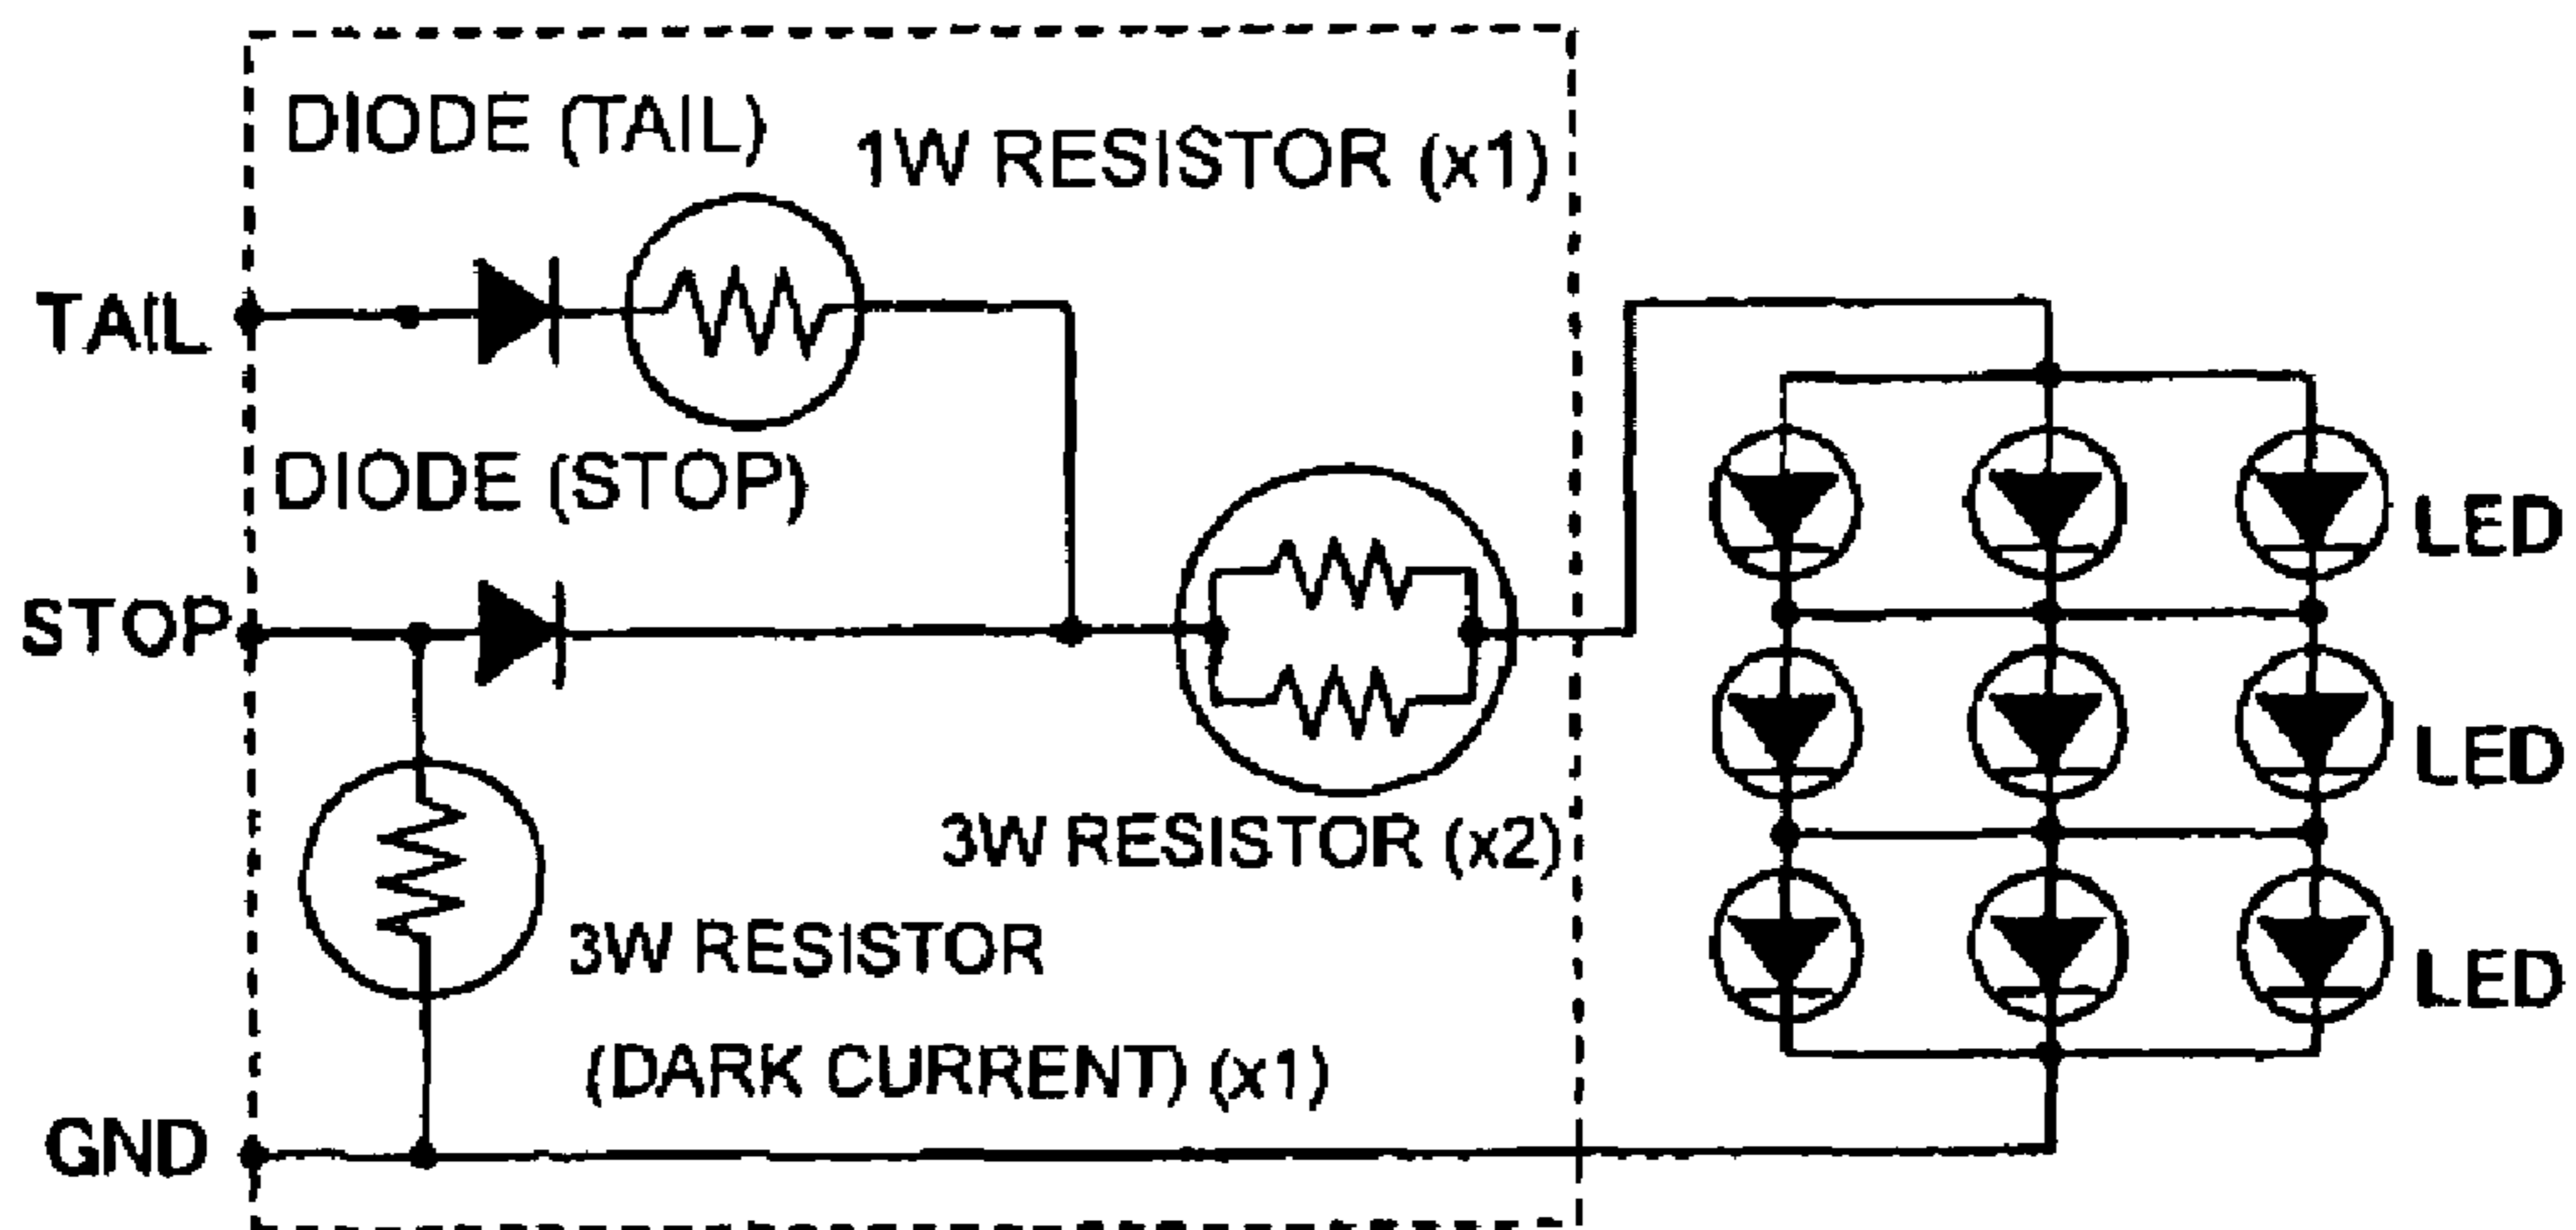 DIODE (TAIL)
1W RESISTOR (x1)
TAIL
DIODE (STOP)
LED
STOP
LED
3W RESISTOR (x2)
3W RESISTOR
LED
(DARK CURRENT) (x1)
GND